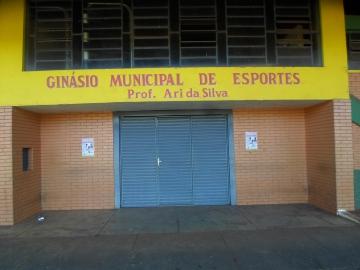 GINÁSIO MUNICIPAL DE ESPORTES
Prof. Ari da Silva